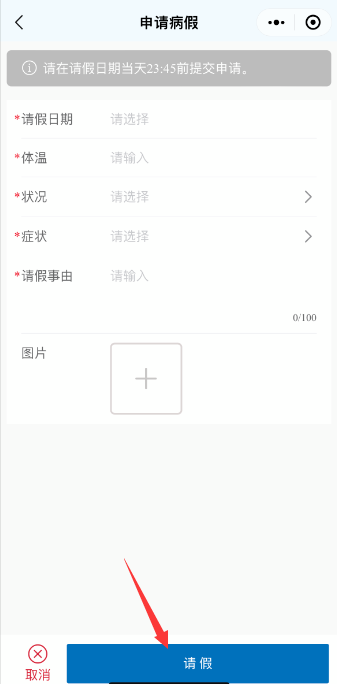 申请病假
请在请假日期当天23:45前提交申请。
*请假日期 请选择
*体温 请输入
*状况 请选择
*症状 请选择
*请假事由 请输入
0/100
图片
取消 请假